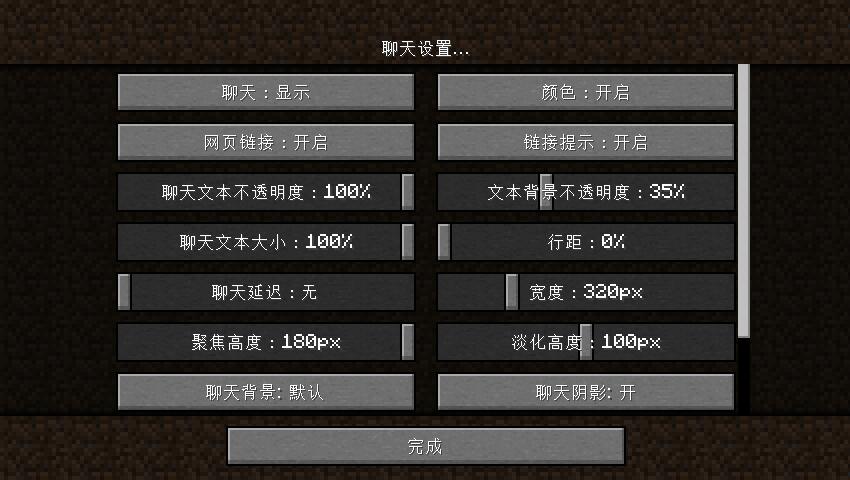 聊天设置...
聊天：显示
颜色：开启
网页链接：开启
链接提示：开启
聊天文本不透明度：100%
文本背景不透明度：35%
聊天文本大小：100%
行距：0%
聊天延迟：无
宽度：320px
聚焦高度：180px
淡化高度：100px
聊天背景: 默认
聊天阴影: 开
完成